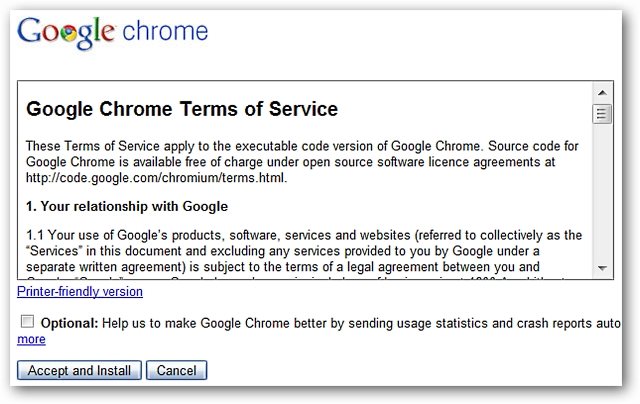 Google chrome
Google Chrome Terms of Service
These Terms of Service apply to the executable code version of Google Chrome. Source code for
Google Chrome is available free of charge under open source software licence agreements at
http://code.google.com/chromium/terms.html.
1. Your relationship with Google
1.1 Your use of Google’s products, software, services and websites (referred to collectively as the
“Services” in this document and excluding any services provided to you by Google under a
separate written agreement) is subject to the terms of a legal agreement between you and
Printer-friendly version
Optional: Help us to make Google Chrome better by sending usage statistics and crash reports auto
more
Accept and Install
Cancel